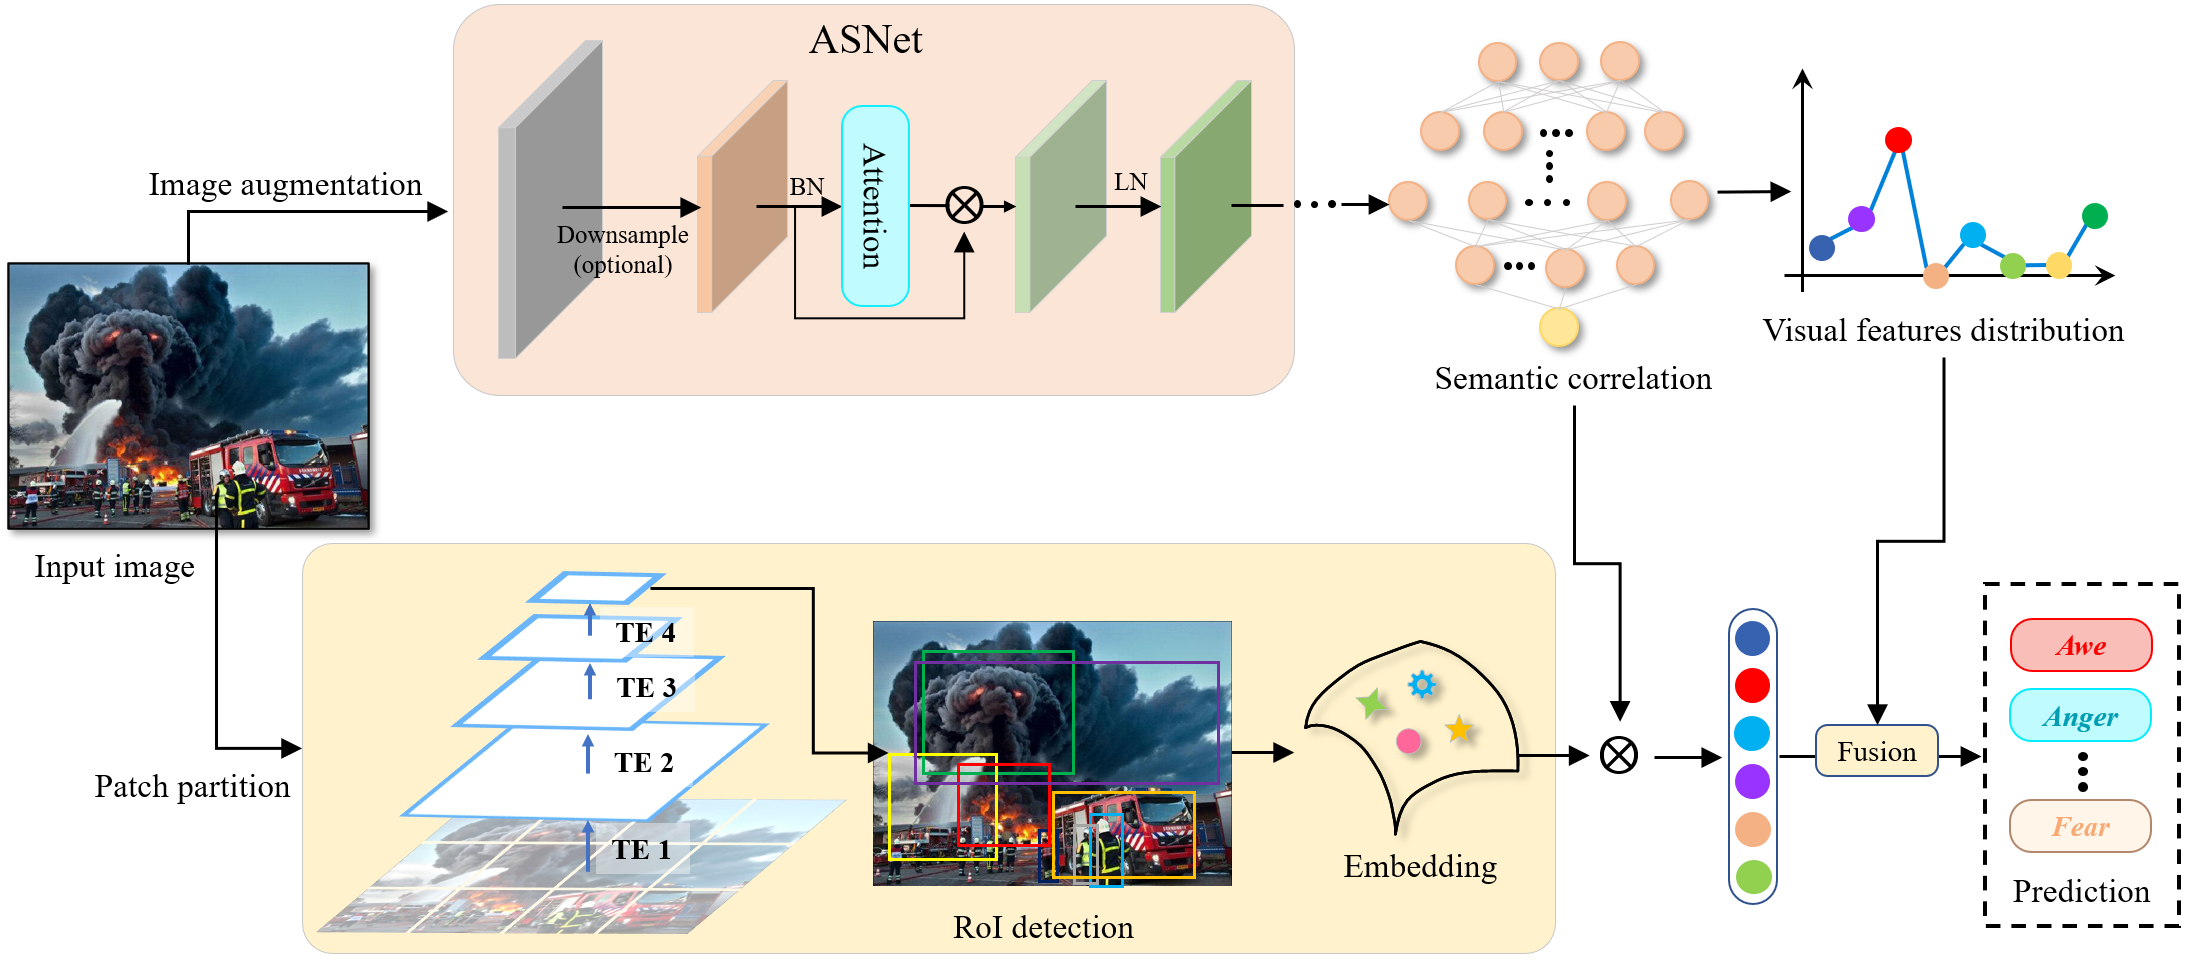 ASNet
Image augmentation
Downsample
(optional)
BN
Attention
LN
Semantic correlation
Visual features distribution
Input image
Patch partition
TE 4
TE 3
TE 2
TE 1
RoI detection
Embedding
Fusion
Awe
Anger
Fear
Prediction